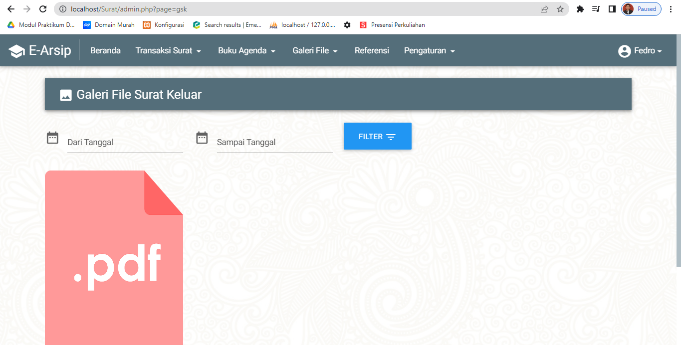 localhost/Surat/admin.php?page=gsk
Paused
Modul Praktikum D...
Domain Murah
Konfigurasi
Search results | Eme...
localhost / 127.0.0....
Presensi Perkuliahan
E-Arsip
Beranda
Transaksi Surat
Buku Agenda
Galeri File
Referensi
Pengaturan
Fedro
Galeri File Surat Keluar
Dari Tanggal
Sampai Tanggal
FILTER
.pdf